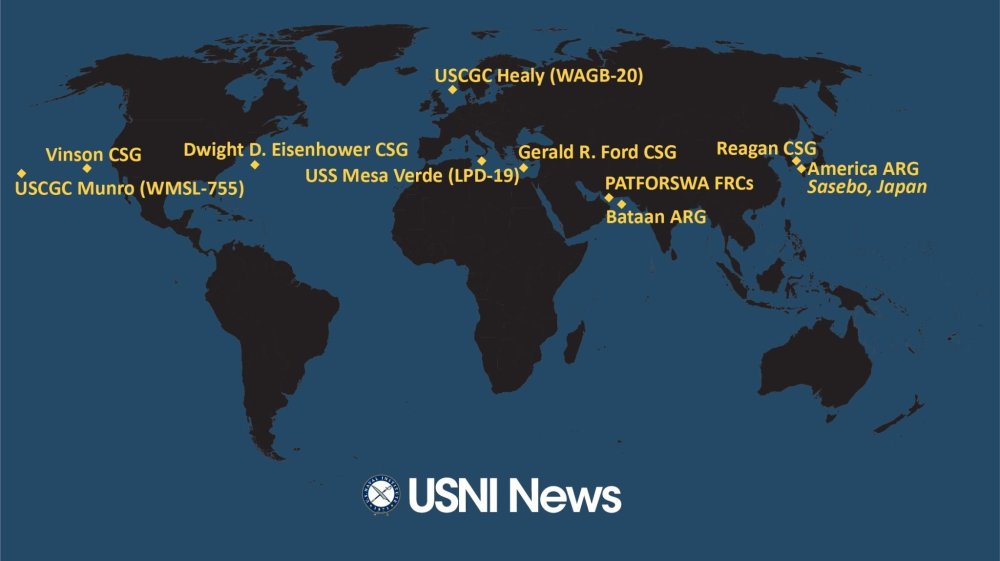 USCGC Healy (WAGB-20)
Vinson CSG
USCGC Munro (WMSL-755)
Dwight D. Eisenhower CSG
USS Mesa Verde (LPD-19)
Gerald R. Ford CSG
PATFORSWA FRCs
Bataan ARG
Reagan CSG
America ARG
Sasebo, Japan
USNI News